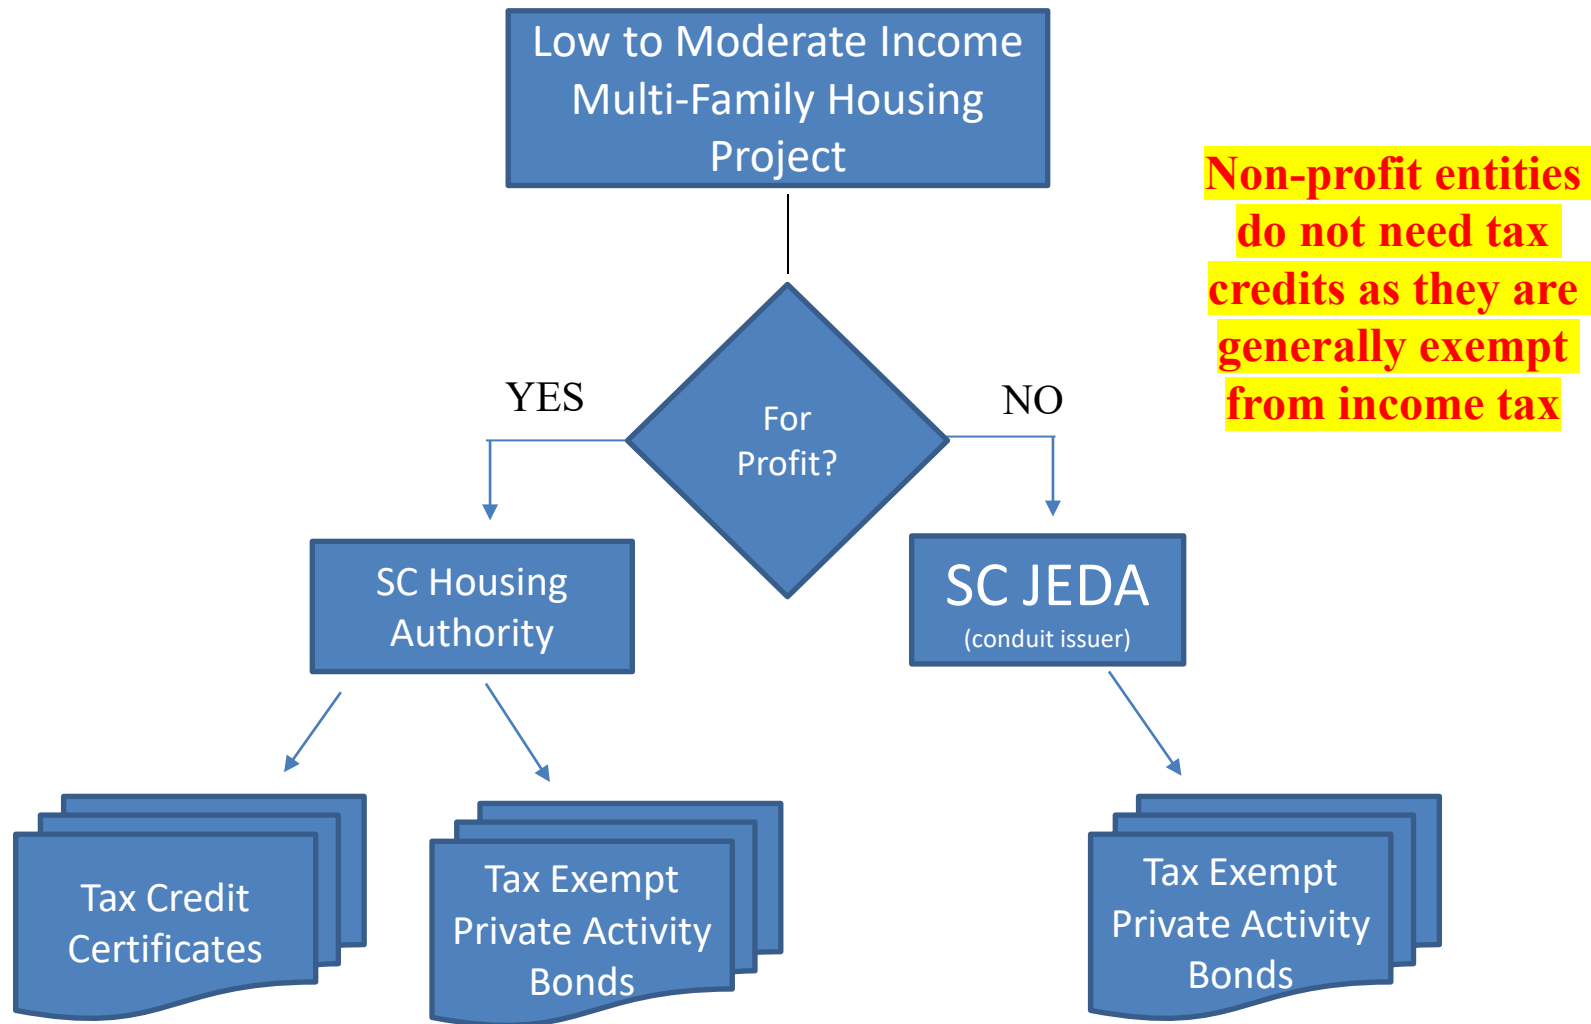 Low to Moderate Income
Multi-Family Housing
Project
Non-profit entities
do not need tax
credits as they are
generally exempt
from income tax
YES
NO
For
Profit?
SC Housing
Authority
SC JEDA
(conduit issuer)
Tax Credit
Certificates
Tax Exempt
Private Activity
Bonds
Tax Exempt
Private Activity
Bonds